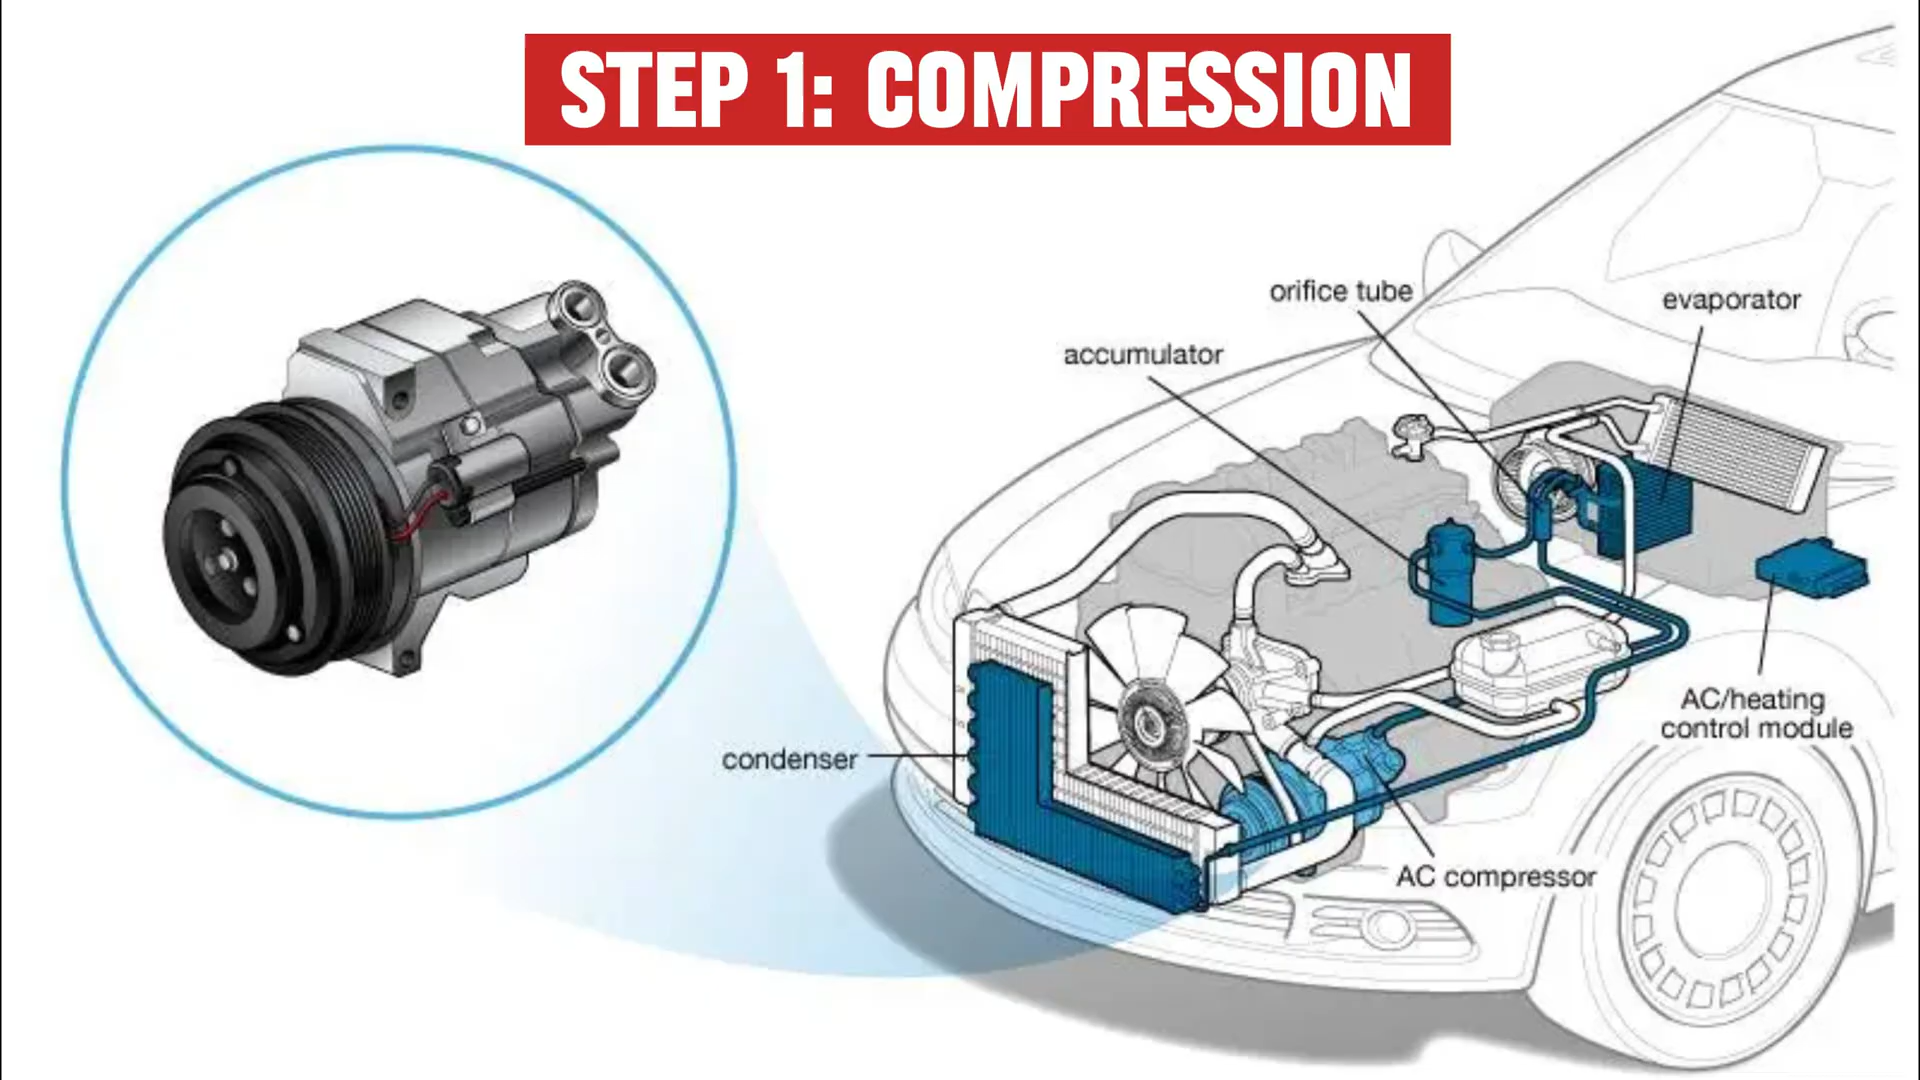 STEP 1: COMPRESSION
orifice tube
evaporator
accumulator
AC/heating
control module
condenser
AC compressor